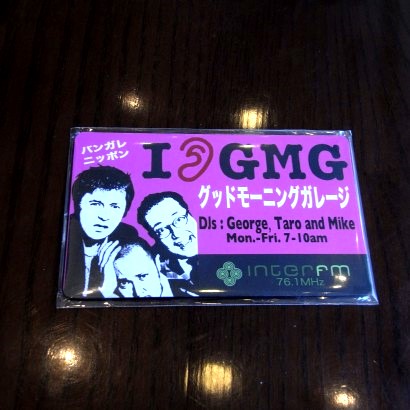 バンガレ
ニッポン
I GMG
グッドモーニングガレージ
DJs : George, Taro and Mike
Mon.-Fri. 7-10am
interfm
76.1MHz